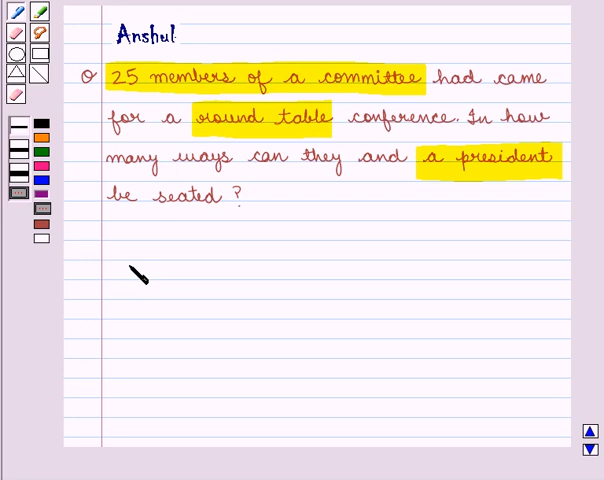 Anshul
Q 25 members of a committee had came
for a round table conference. In how
many ways can they and a president
be seated?